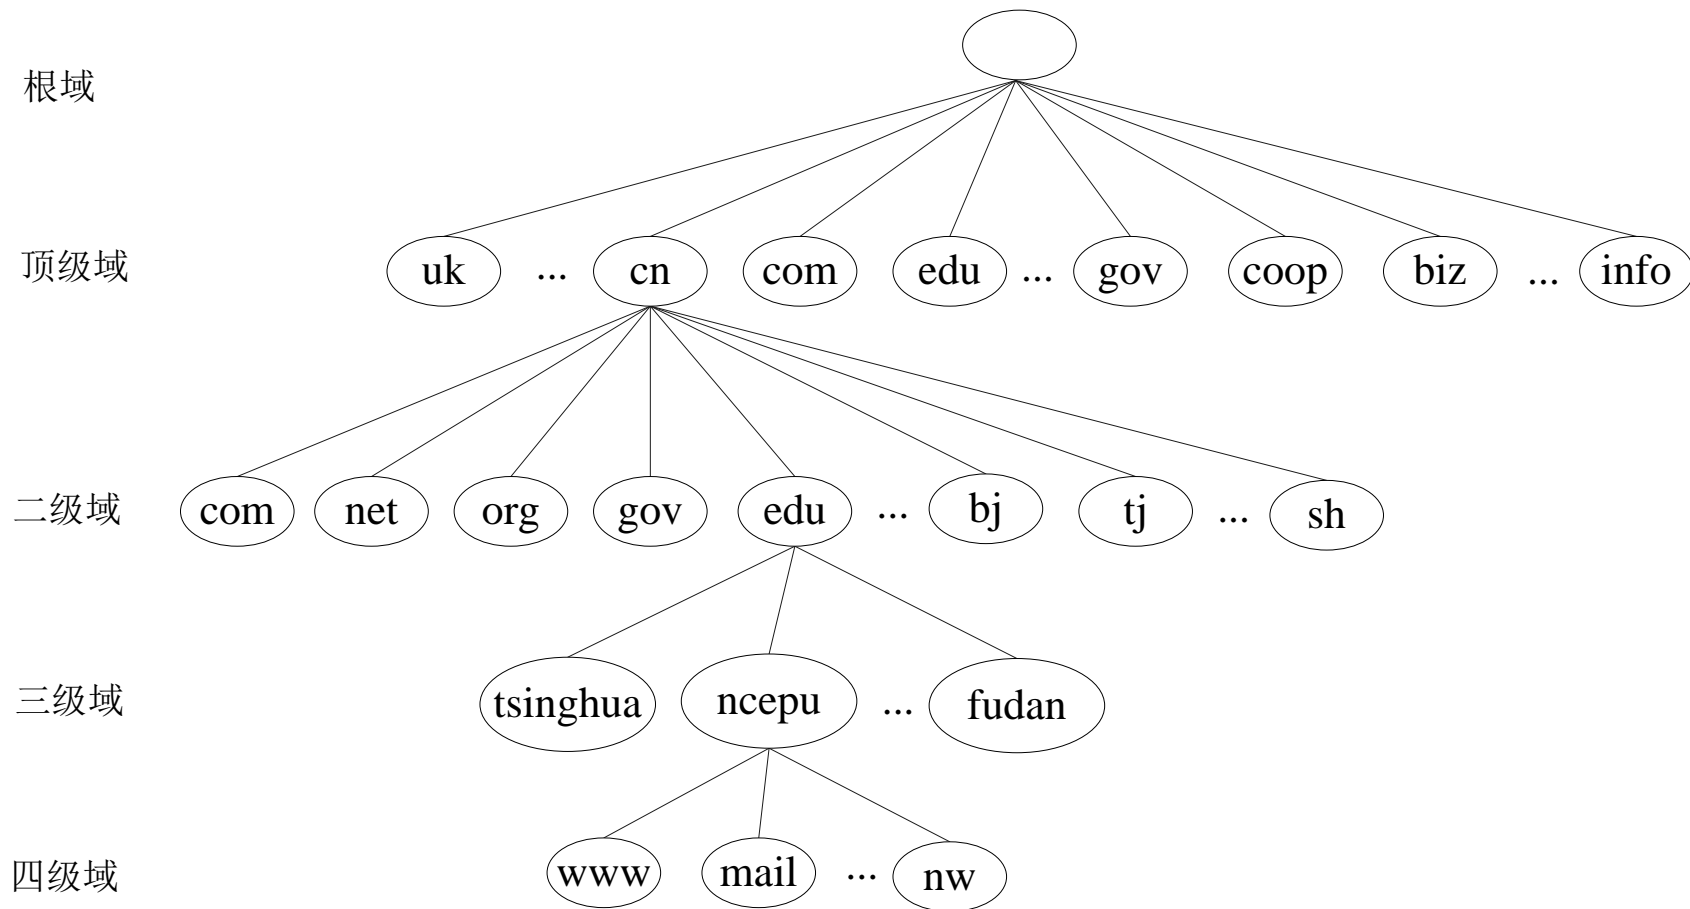 根域
顶级域 uk ... cn com edu ... gov coop biz ... info
二级域 com net org gov edu ... bj tj ... sh
三级域 tsinghua ncepu ... fudan
四级域 www mail ... nw